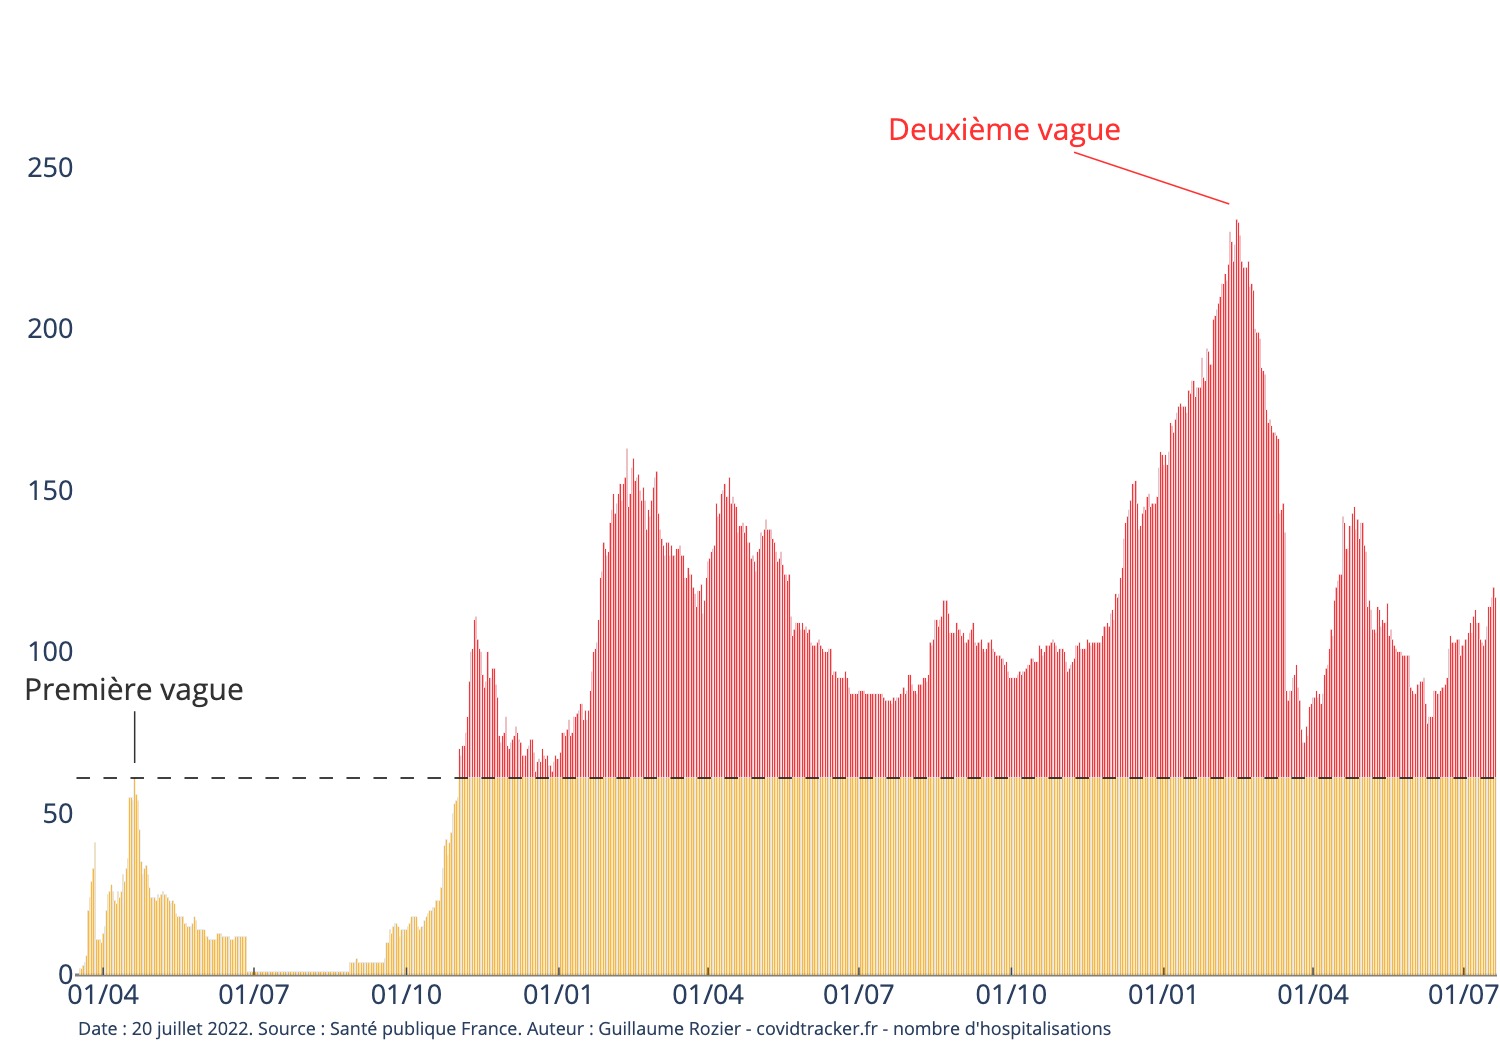 Deuxième vague
250
200
150
100
Première vague
50
0
01/04 01/07 01/10 01/01 01/04 01/07 01/10 01/01 01/04 01/07
Date : 20 juillet 2022. Source : Santé publique France. Auteur : Guillaume Rozier - covidtracker.fr - nombre d'hospitalisations